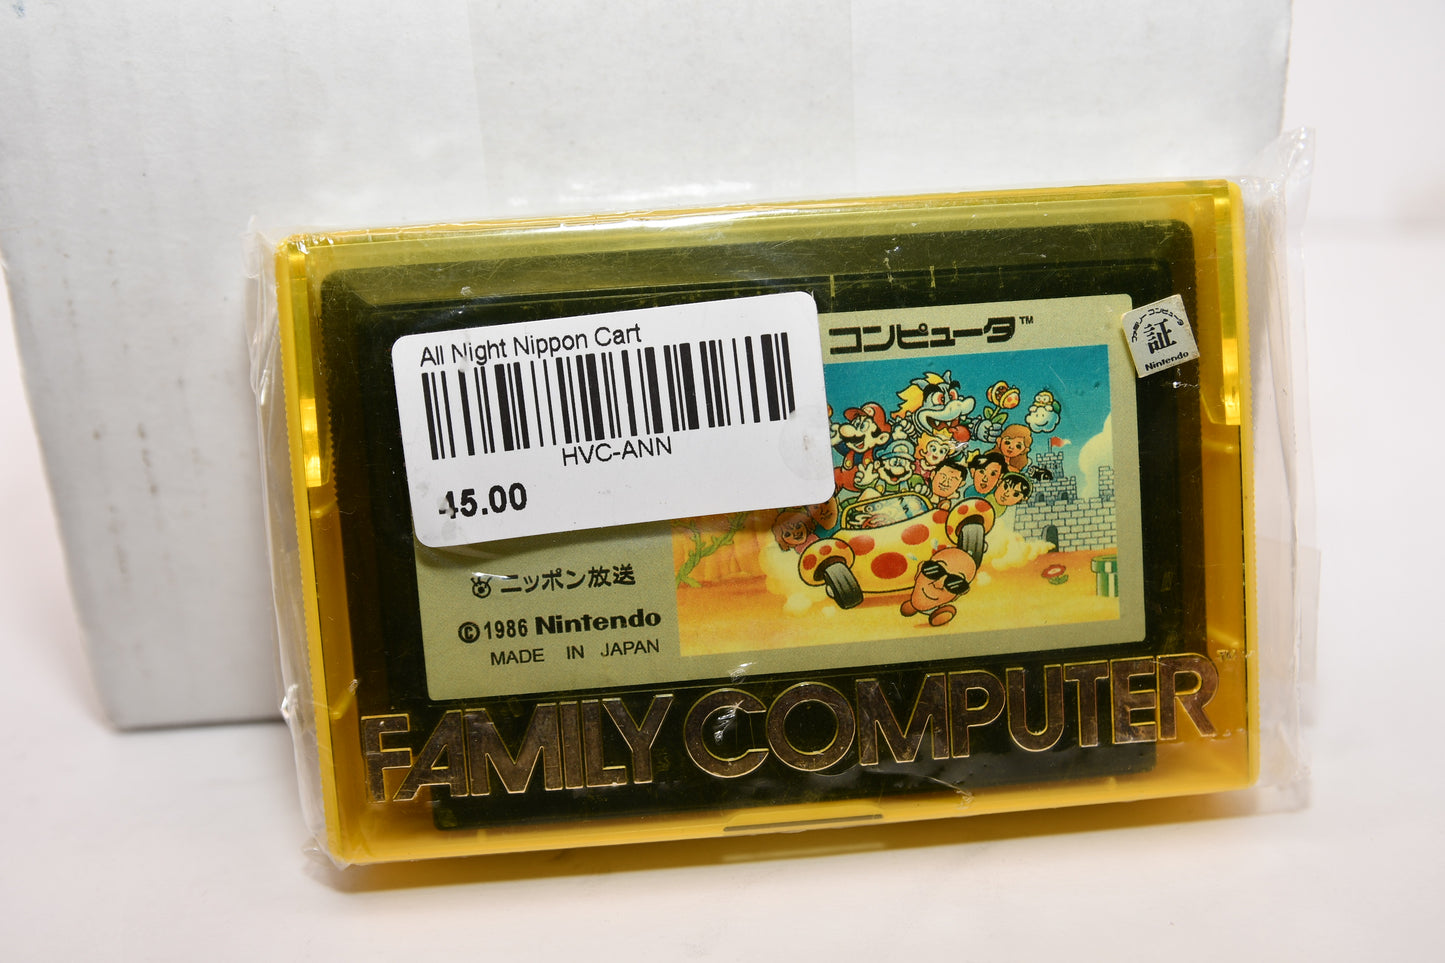 All Night Nippon Cart
HVC-ANN
45.00
コンピュータ™
ファミリーコンピュータ
証
Nintendo
ニッポン放送
©1986 Nintendo
MADE IN JAPAN
FAMILY COMPUTER™